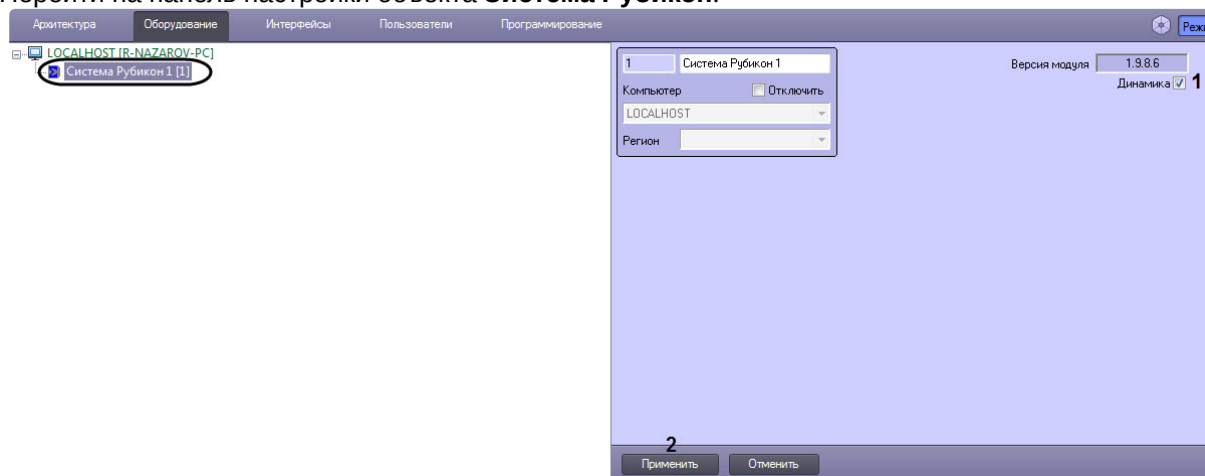 Перейти на панель настройки объекта Система Рубикон.
Архитектура Оборудование Интерфейсы Пользователи Программирование
LOCALHOST [R-NAZAROV-PC]
Система Рубикон 1 [1]
1 Система Рубикон 1
Версия модуля 1.9.8.6
Компьютер Отключить
Динамика 1
LOCALHOST
Регион
2
Применить Отменить